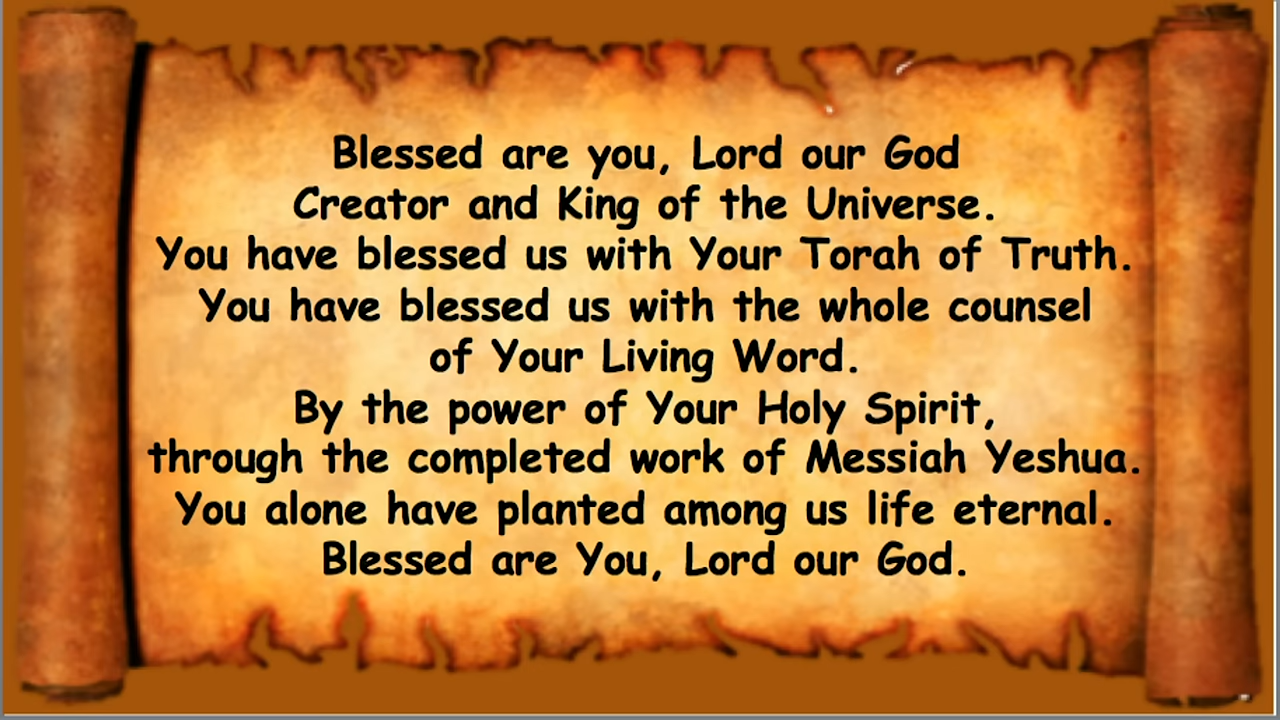 Blessed are you, Lord our God
Creator and King of the Universe.
You have blessed us with Your Torah of Truth.
You have blessed us with the whole counsel
of Your Living Word.
By the power of Your Holy Spirit,
through the completed work of Messiah Yeshua.
You alone have planted among us life eternal.
Blessed are You, Lord our God.